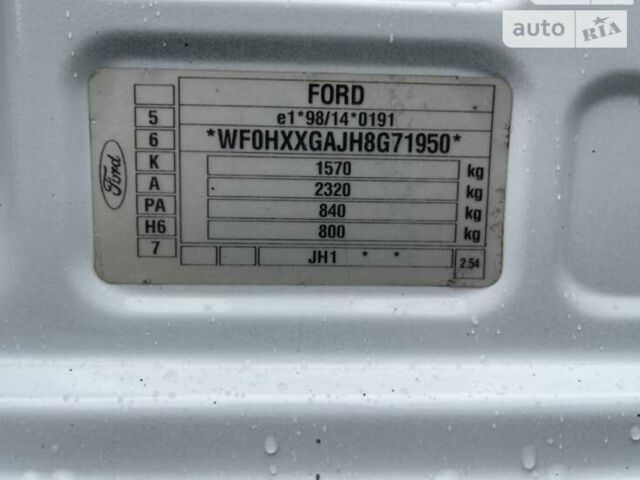 auto RIA
FORD
5 e1*98/14*0191
6 *WF0HXXGAJH8G71950*
K 1570 kg
A 2320 kg
PA 840 kg
H6 800 kg
7 JH1 * * 2.54
Ford